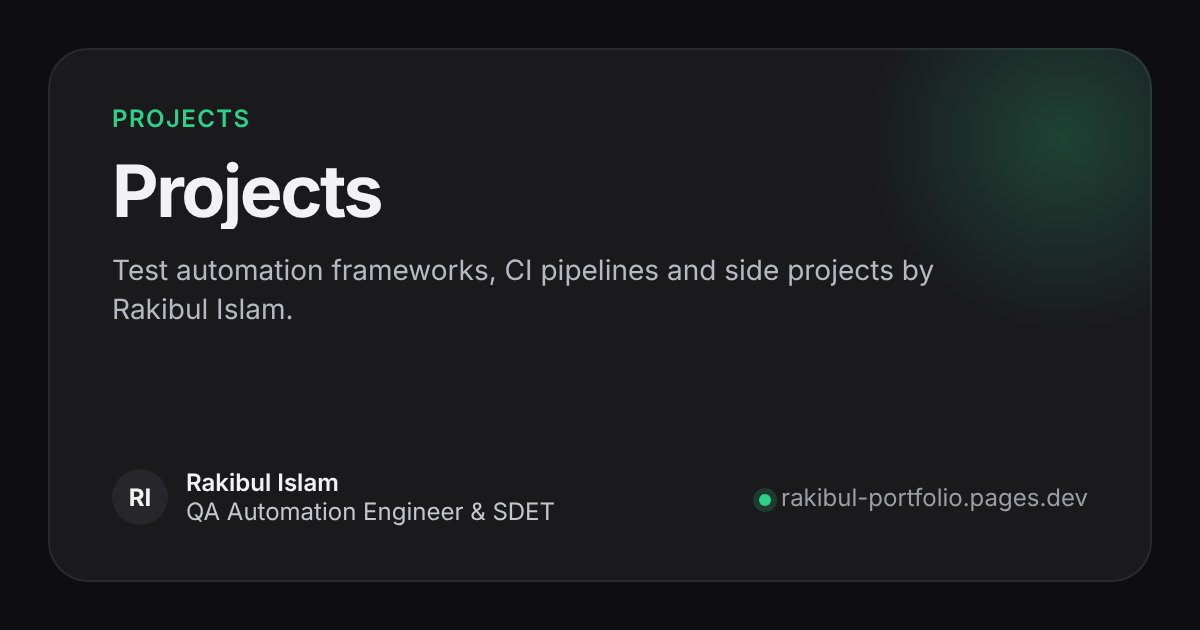 PROJECTS
Projects
Test automation frameworks, CI pipelines and side projects by
Rakibul Islam.
RI
Rakibul Islam
QA Automation Engineer & SDET
rakibul-portfolio.pages.dev